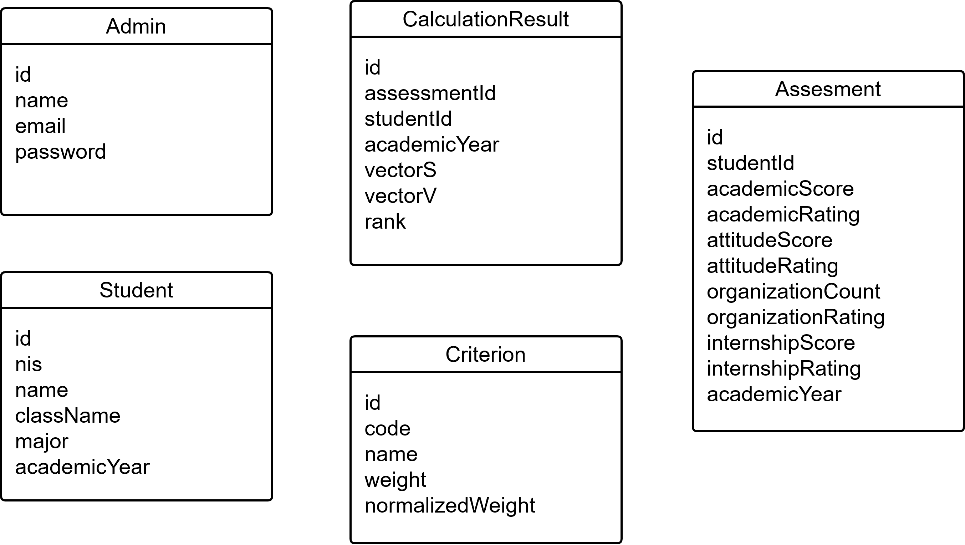 Admin
id
name
email
password
CalculationResult
id
assessmentId
studentId
academicYear
vectorS
vectorV
rank
Assesment
id
studentId
academicScore
academicRating
attitudeScore
attitudeRating
organizationCount
organizationRating
internshipScore
internshipRating
academicYear
Student
id
nis
name
className
major
academicYear
Criterion
id
code
name
weight
normalizedWeight